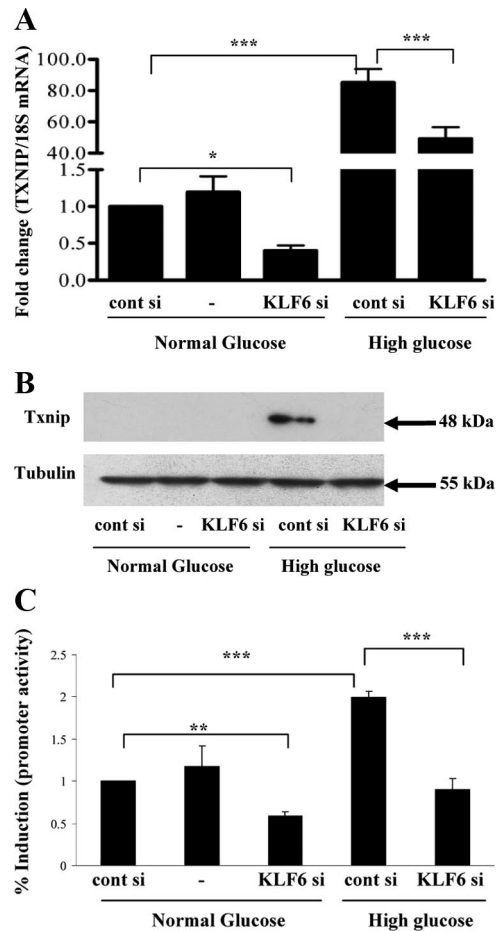 A
Fold change (TXNIP/18S mRNA)
***
***
*
100.0
80.0
60.0
40.0
1.5
1.0
0.5
0.0
cont si - KLF6 si cont si KLF6 si
Normal Glucose High glucose
B
Txnip 48 kDa
Tubulin 55 kDa
cont si - KLF6 si cont si KLF6 si
Normal Glucose High glucose
C
% Induction (promoter activity)
***
***
**
2.5
2
1.5
1
0.5
0
cont si - KLF6 si cont si KLF6 si
Normal Glucose High glucose